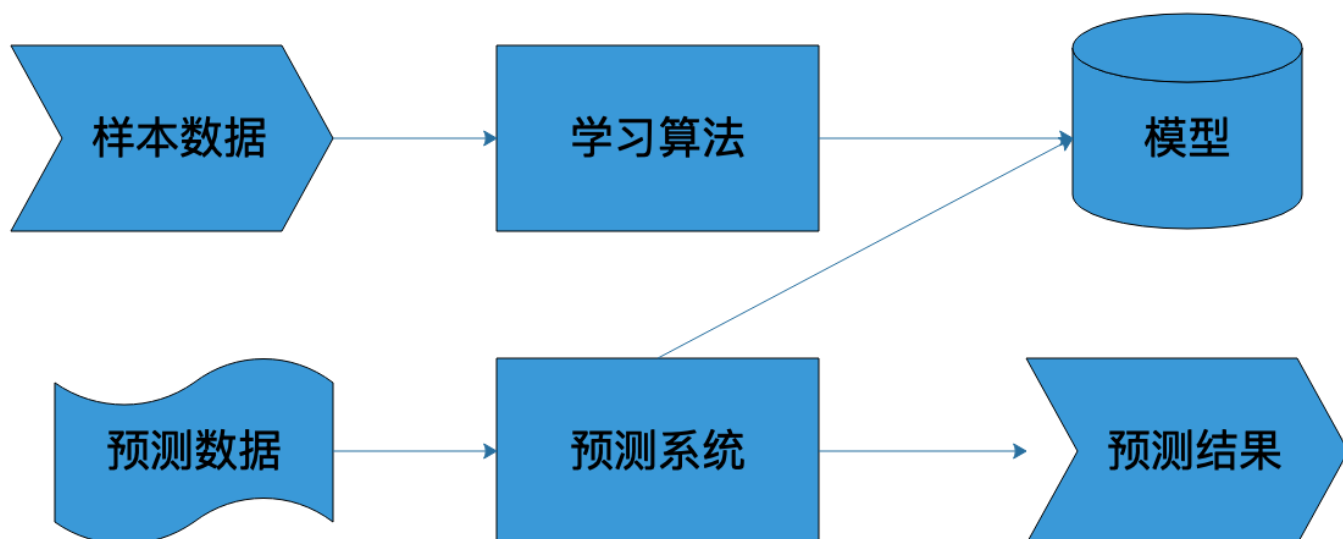 样本数据
学习算法
模型
预测数据
预测系统
预测结果